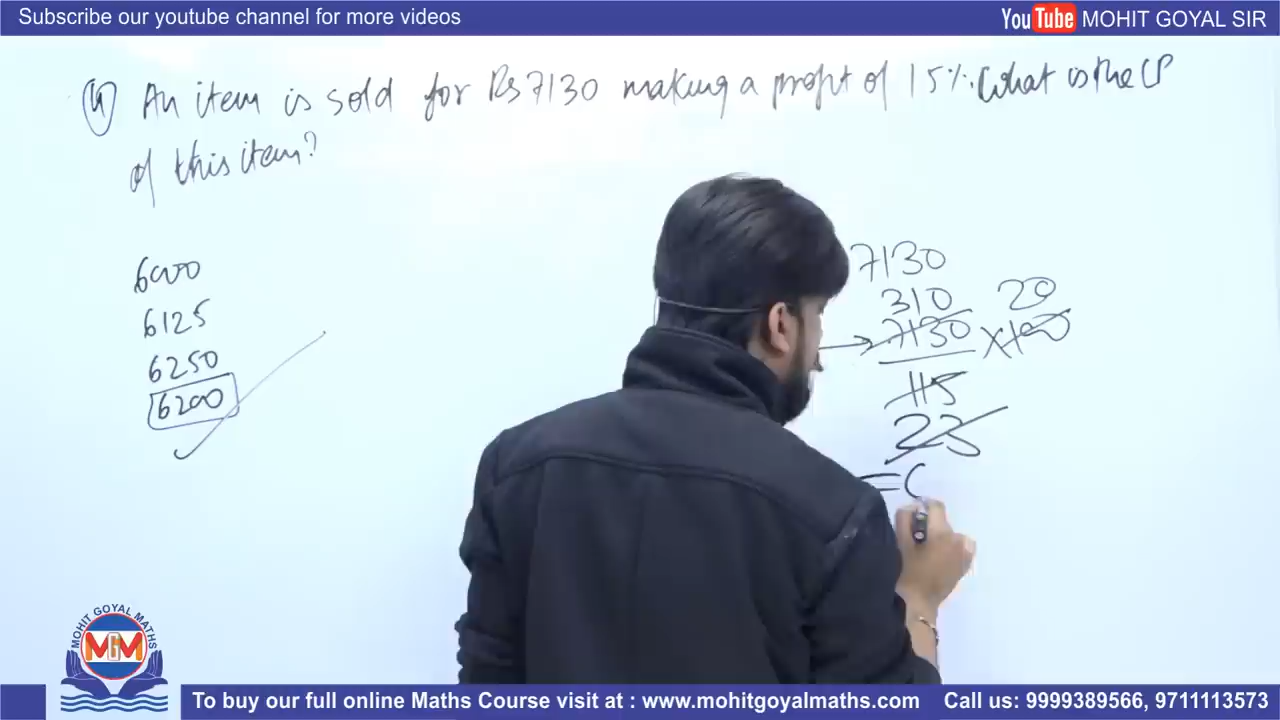 Subscribe our youtube channel for more videos
YouTube MOHIT GOYAL SIR
(4) An item is sold for Rs 7130 making a profit of 15%. What is the CP
of this item?
6000
6125
6250
6200
7130
310 20
7130 ×100
115
23
=
MOHIT GOYAL MATHS
MGM
To buy our full online Maths Course visit at : www.mohitgoyalmaths.com Call us: 9999389566, 9711113573